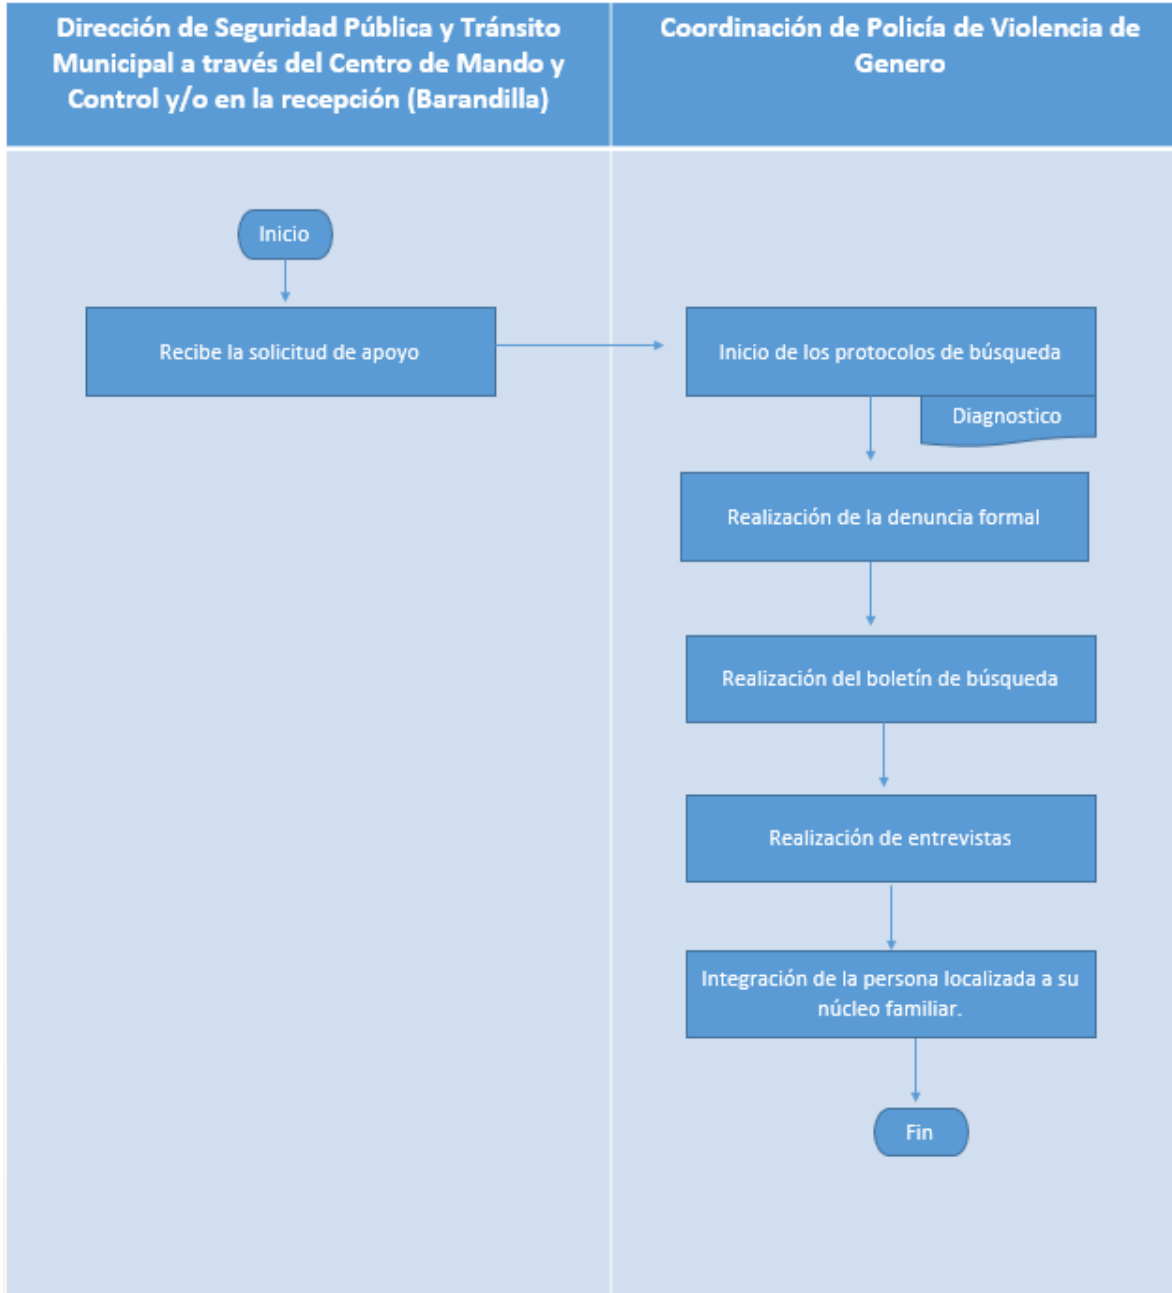 Dirección de Seguridad Pública y Tránsito
Municipal a través del Centro de Mando y
Control y/o en la recepción (Barandilla)
Coordinación de Policía de Violencia de
Genero
Inicio
Recibe la solicitud de apoyo
Inicio de los protocolos de búsqueda
Diagnostico
Realización de la denuncia formal
Realización del boletín de búsqueda
Realización de entrevistas
Integración de la persona localizada a su
núcleo familiar.
Fin